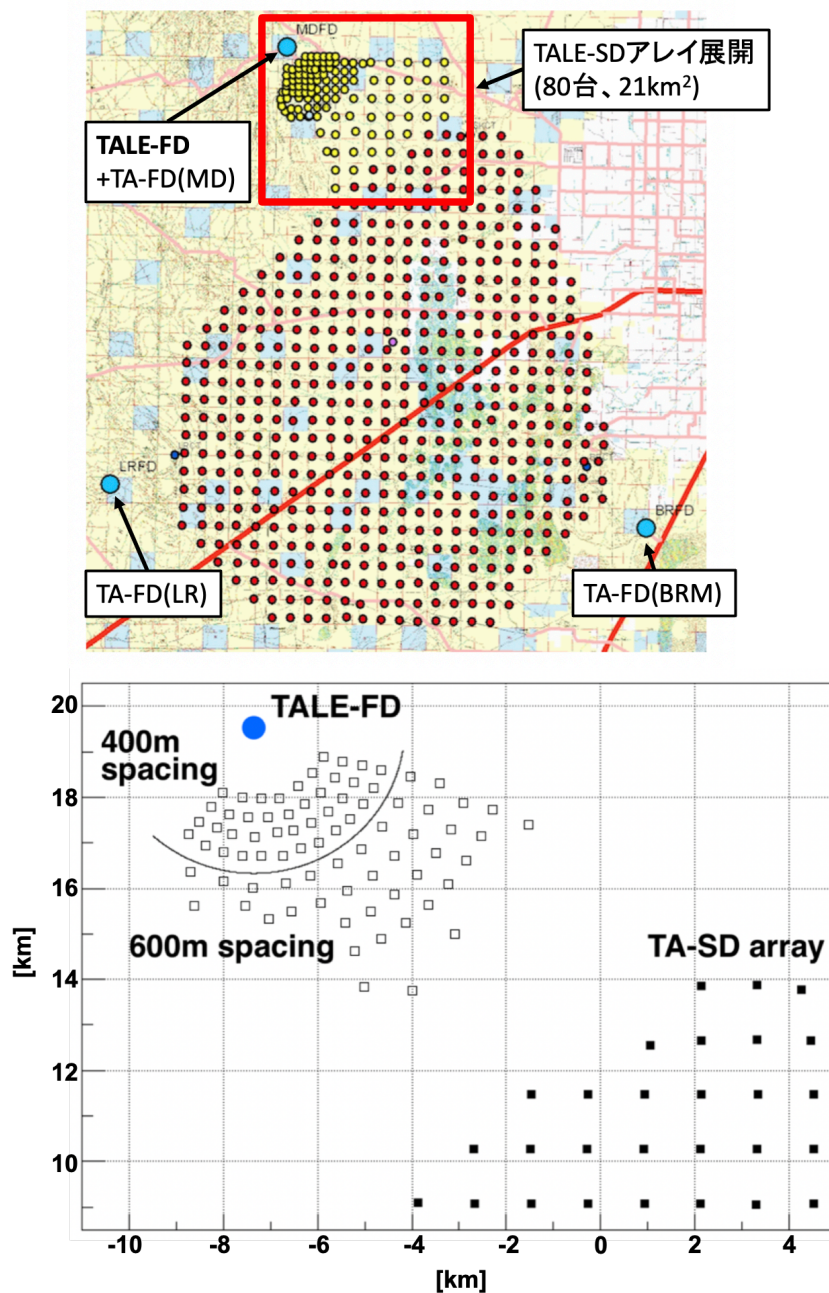 MDFD
TALE-SDアレイ展開
(80台、21km²)
TALE-FD
+TA-FD(MD)
LRFD
BRFD
TA-FD(LR)
TA-FD(BRM)
20
TALE-FD
400m
spacing
18
16
600m spacing
TA-SD array
14
12
10
[km]
-10
-8
-6
-4
-2
0
2
4
[km]